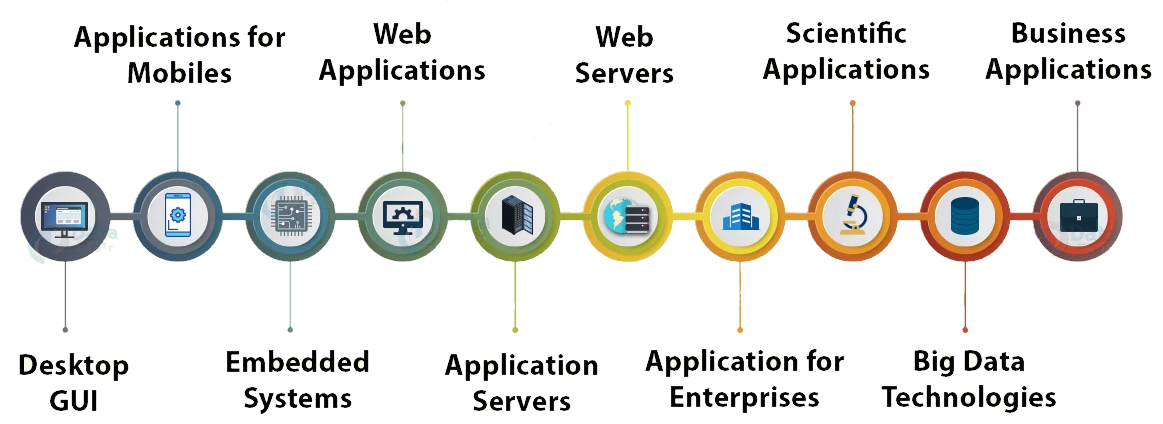 Applications for
Mobiles
Web
Applications
Web
Servers
Scientific
Applications
Business
Applications
Desktop
GUI
Embedded
Systems
Application
Servers
Application for
Enterprises
Big Data
Technologies